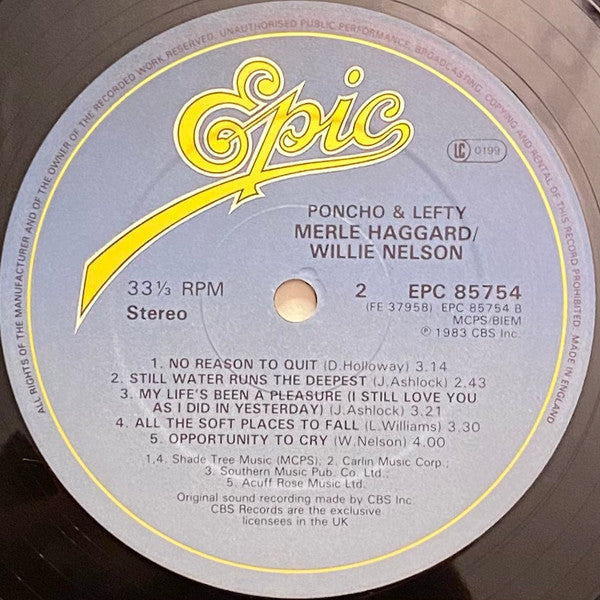 ALL RIGHTS OF THE MANUFACTURER AND OF THE OWNER OF THE RECORDED WORK RESERVED. UNAUTHORISED PUBLIC PERFORMANCE, BROADCASTING, COPYING AND RENTAL OF THIS RECORD PROHIBITED. MADE IN ENGLAND
Epic
LC 0199
PONCHO & LEFTY
MERLE HAGGARD/
WILLIE NELSON
33⅓ RPM
Stereo
2 EPC 85754
(FE 37958) EPC 85754 B
MCPS/BIEM
℗ 1983 CBS Inc.
1. NO REASON TO QUIT (D.Holloway) 3.14
2. STILL WATER RUNS THE DEEPEST (J.Ashlock) 2.43
3. MY LIFE'S BEEN A PLEASURE (I STILL LOVE YOU
AS I DID IN YESTERDAY) (J.Ashlock) 3.21
4. ALL THE SOFT PLACES TO FALL (L.Williams) 3.30
5. OPPORTUNITY TO CRY (W.Nelson) 4.00
1,4. Shade Tree Music (MCPS); 2. Carlin Music Corp.;
3. Southern Music Pub. Co. Ltd.;
5. Acuff Rose Music Ltd.
Original sound recording made by CBS Inc.
CBS Records are the exclusive
licensees in the UK